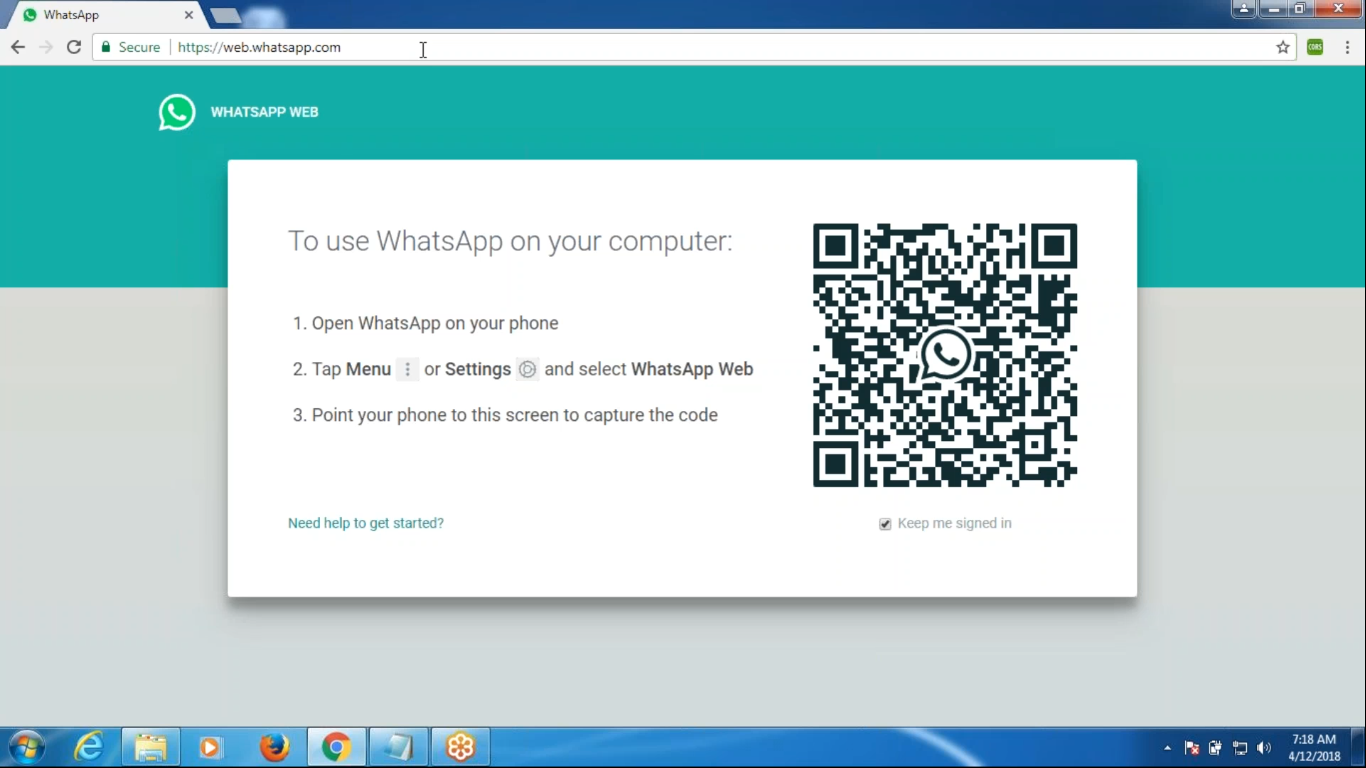 WhatsApp
Secure
https://web.whatsapp.com
CORS
WHATSAPP WEB
To use WhatsApp on your computer:
1. Open WhatsApp on your phone
2. Tap Menu or Settings and select WhatsApp Web
3. Point your phone to this screen to capture the code
Need help to get started?
Keep me signed in
7:18 AM
4/12/2018